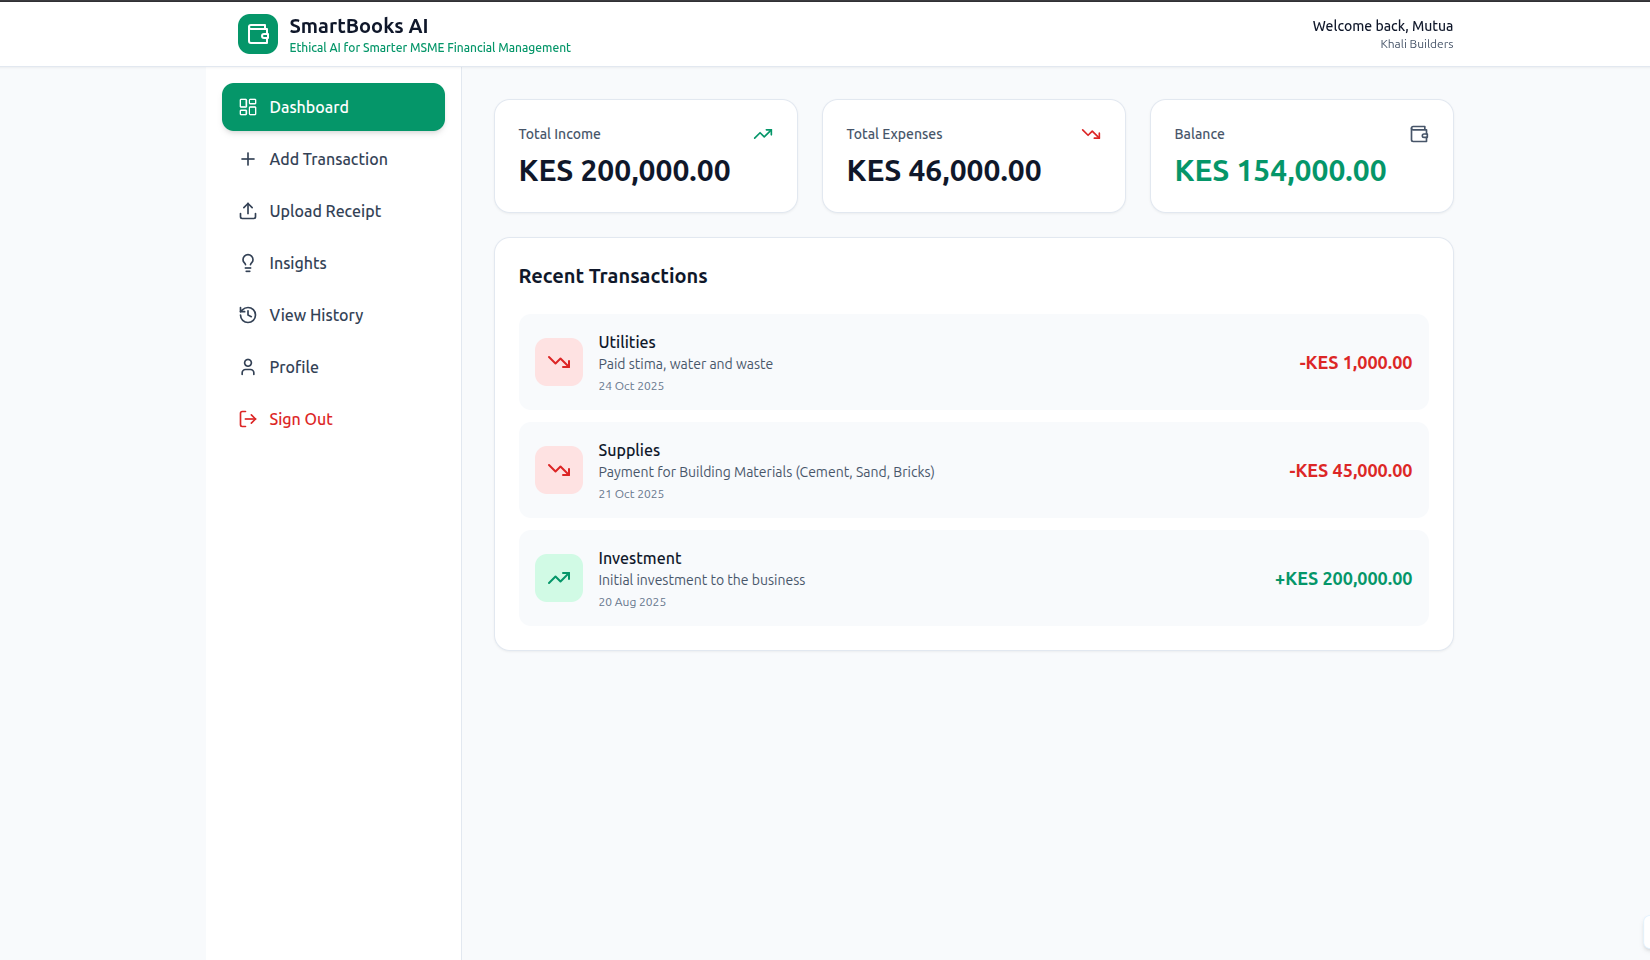 SmartBooks AI
Ethical AI for Smarter MSME Financial Management
Welcome back, Mutua
Khali Builders
Dashboard
Add Transaction
Upload Receipt
Insights
View History
Profile
Sign Out
Total Income
KES 200,000.00
Total Expenses
KES 46,000.00
Balance
KES 154,000.00
Recent Transactions
Utilities
Paid stima, water and waste
24 Oct 2025
-KES 1,000.00
Supplies
Payment for Building Materials (Cement, Sand, Bricks)
21 Oct 2025
-KES 45,000.00
Investment
Initial investment to the business
20 Aug 2025
+KES 200,000.00